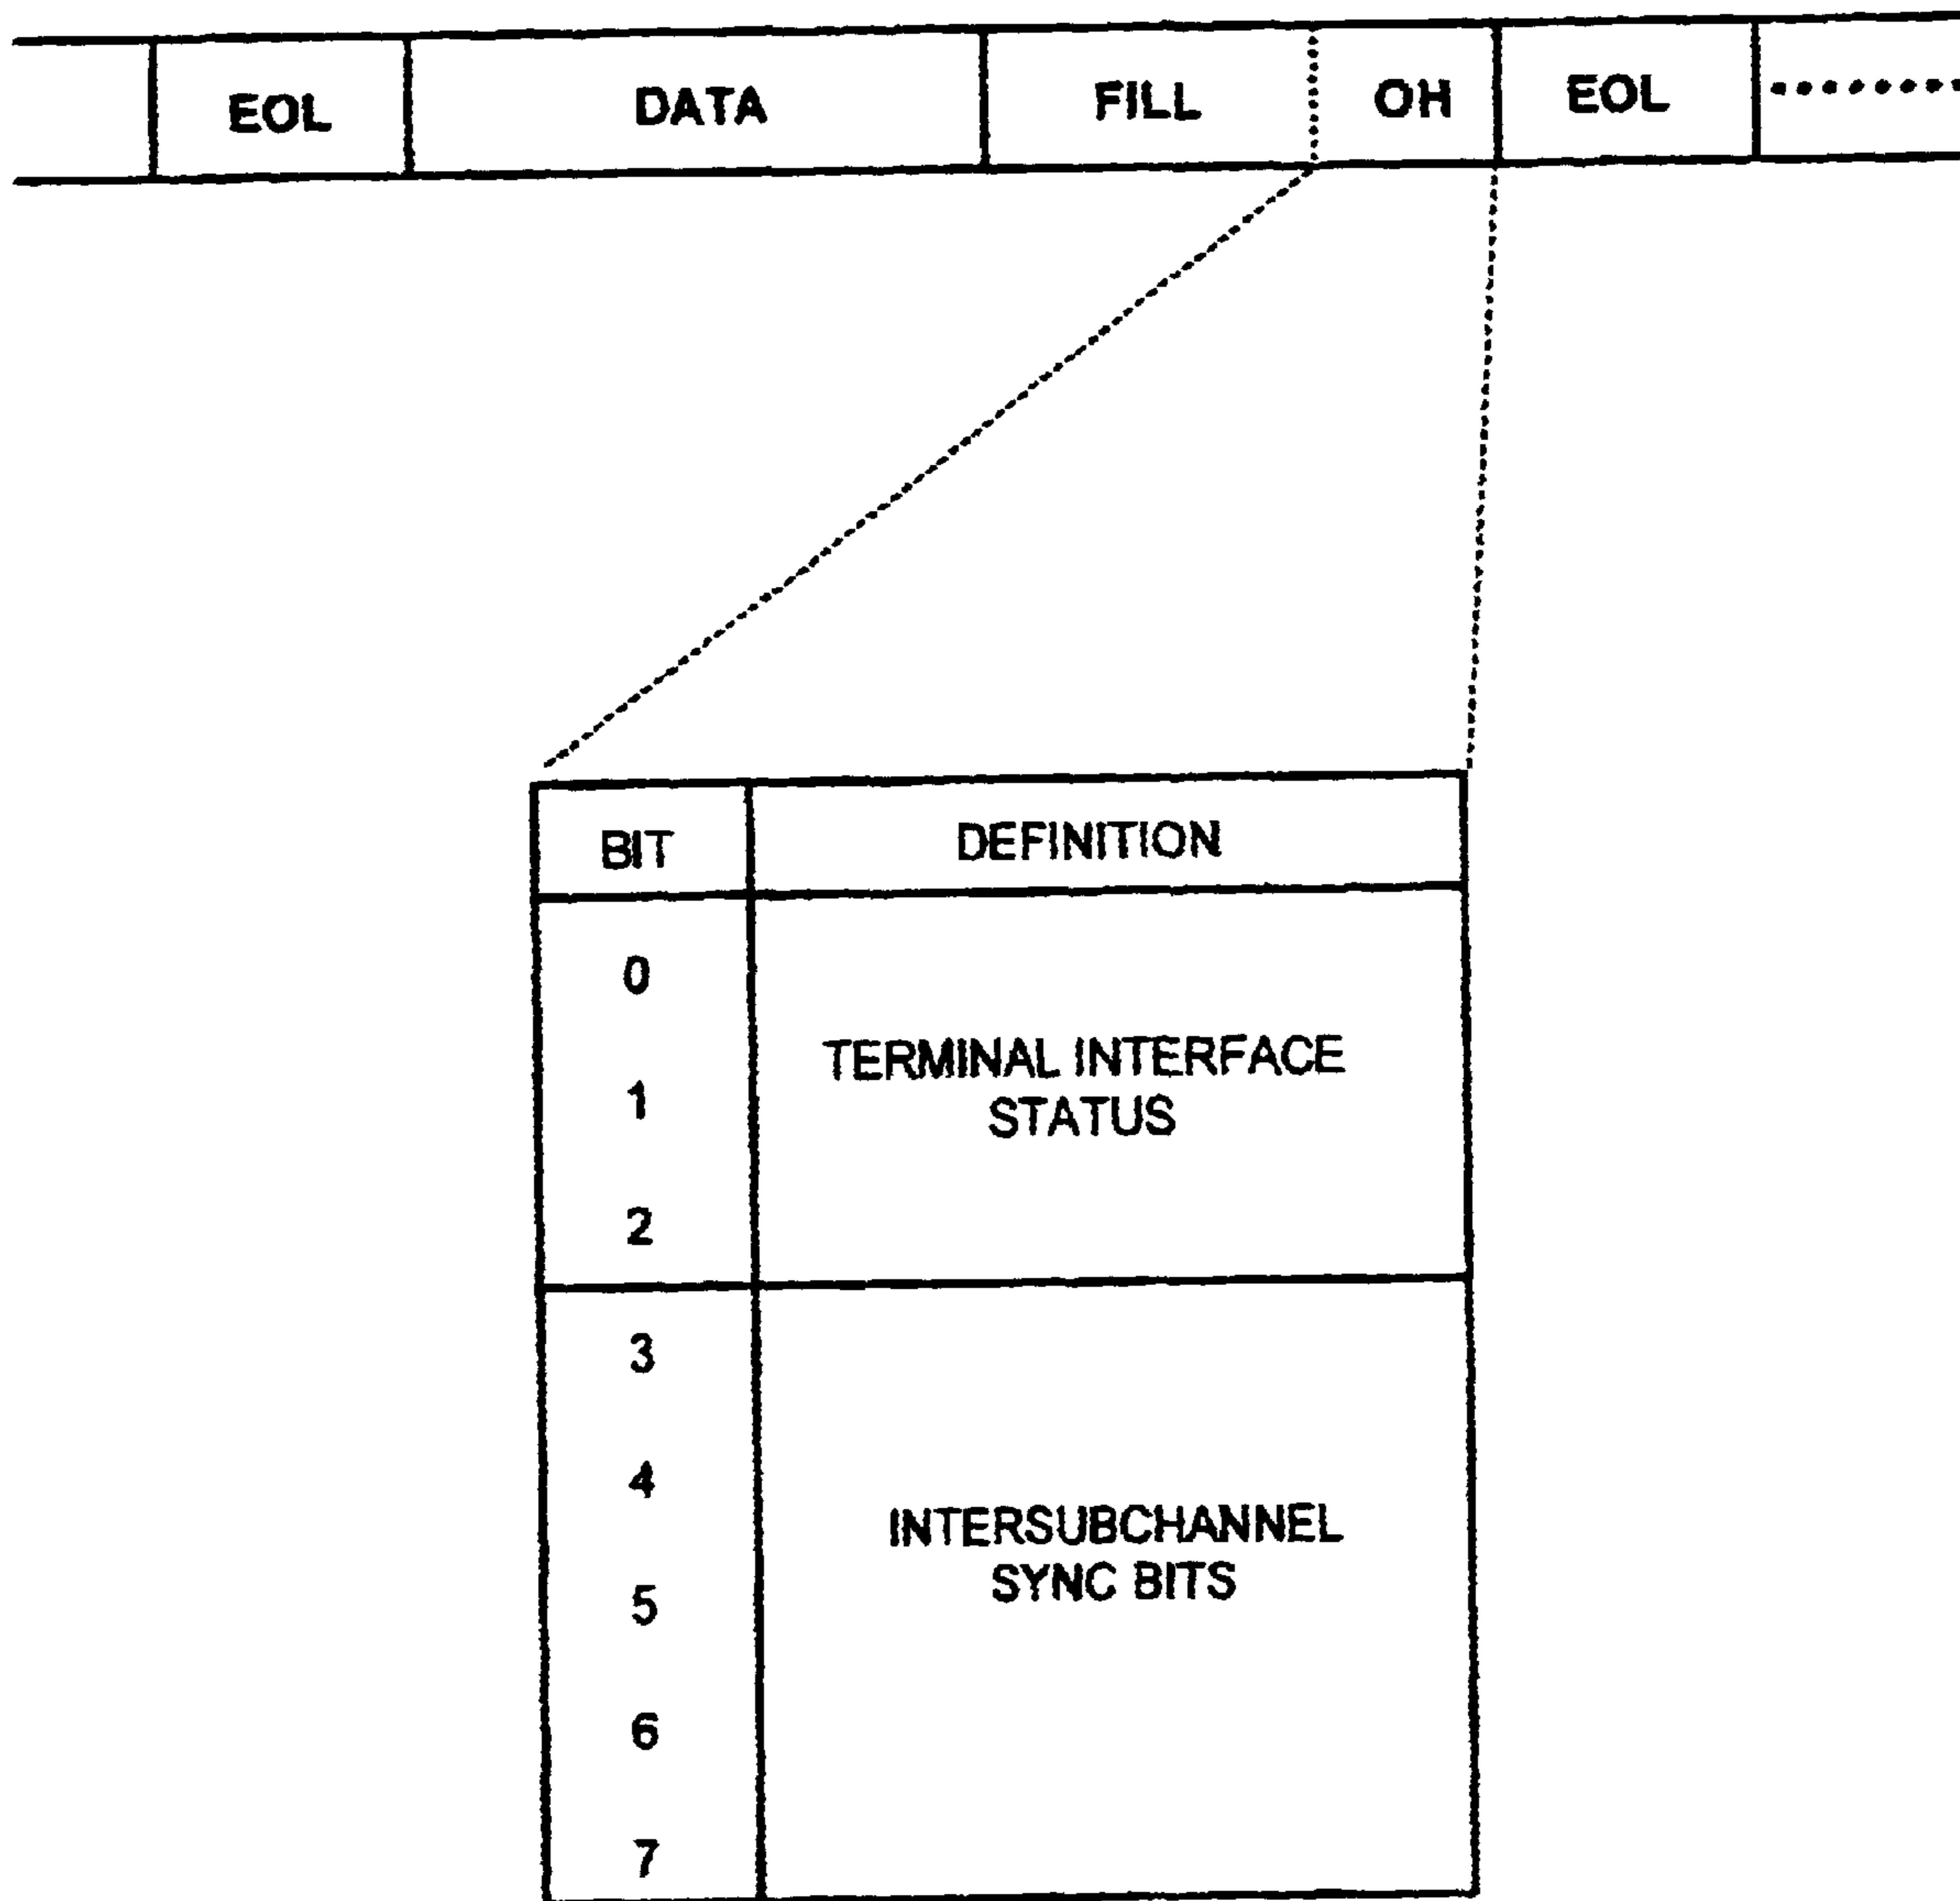 EOL DATA FILL OH EOL
BIT DEFINITION
0
1
2
TERMINAL INTERFACE
STATUS
3
4
5
6
7
INTERSUBCHANNEL
SYNC BITS